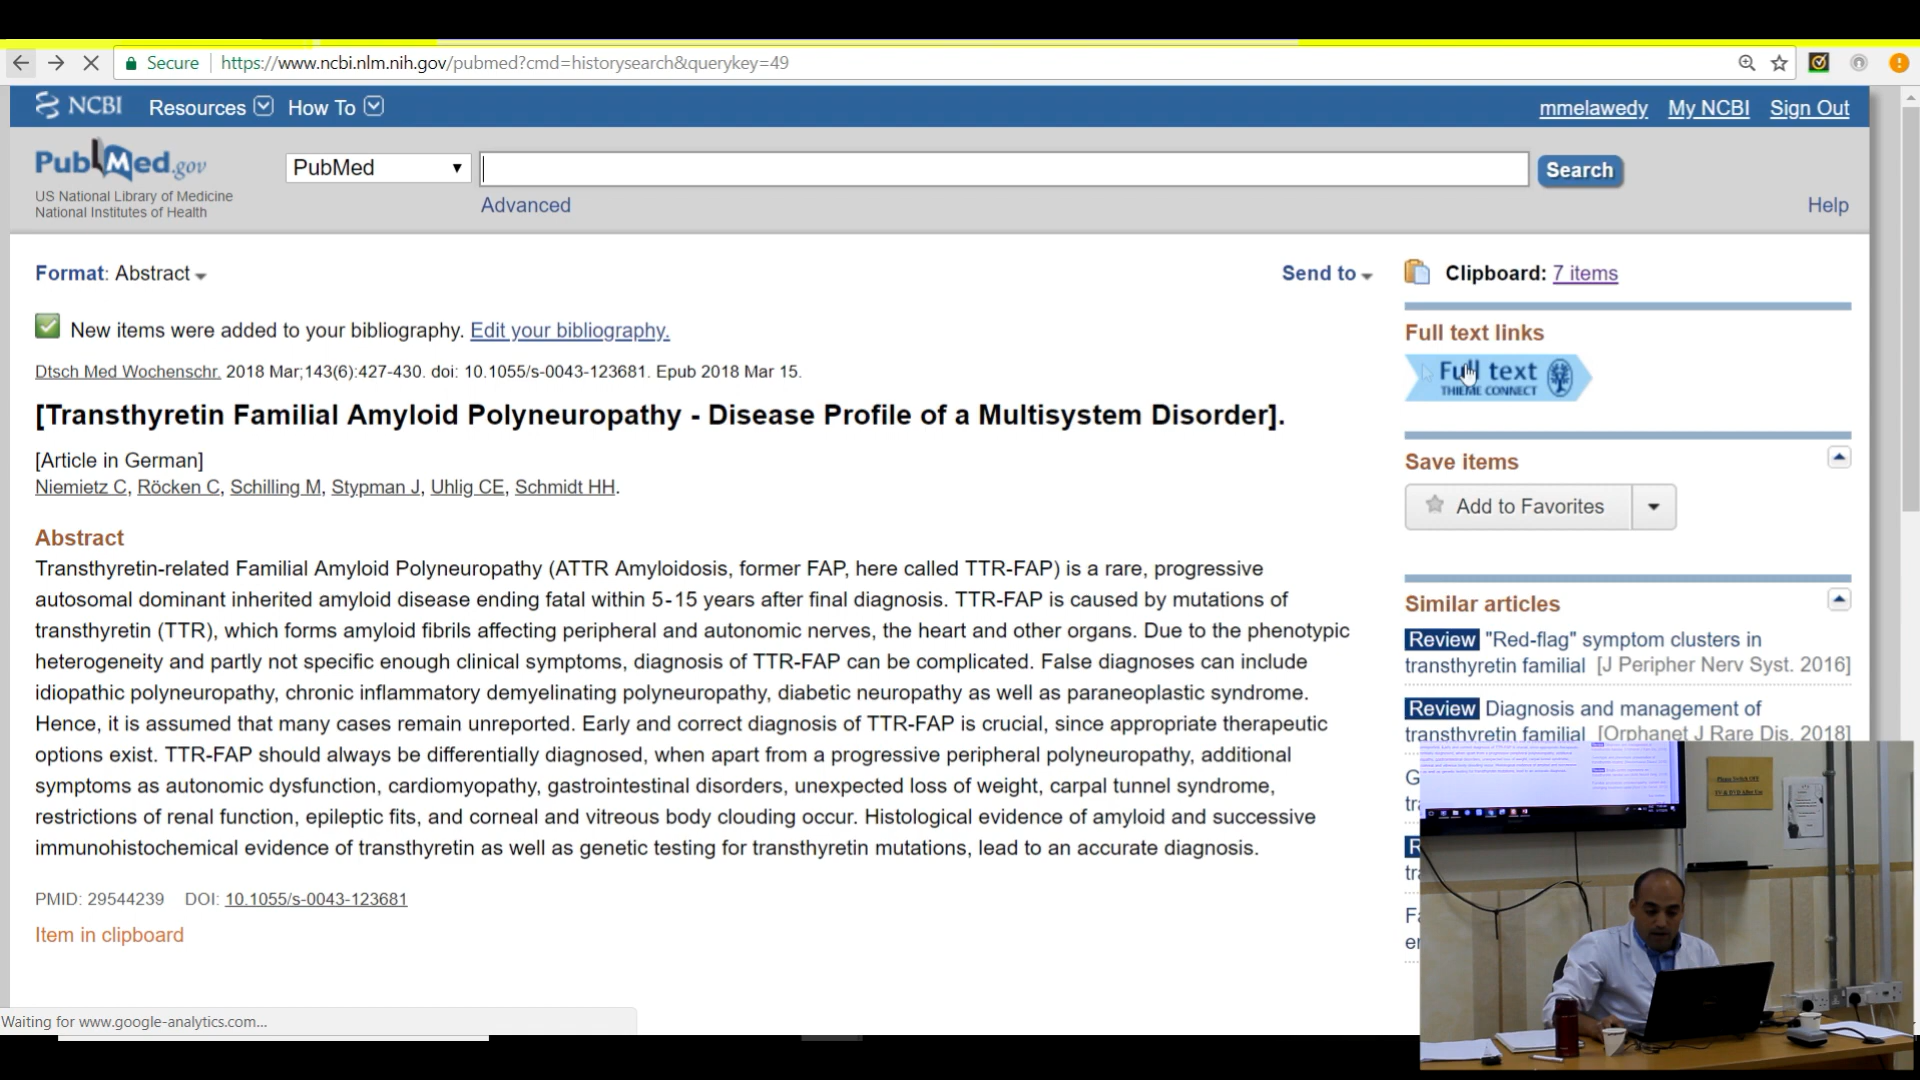 Secure https://www.ncbi.nlm.nih.gov/pubmed?cmd=historysearch&querykey=49
NCBI Resources How To mmelawedy My NCBI Sign Out
PubMed.gov
US National Library of Medicine
National Institutes of Health
PubMed Search
Advanced Help
Format: Abstract Send to
New items were added to your bibliography. Edit your bibliography.
Dtsch Med Wochenschr. 2018 Mar;143(6):427-430. doi: 10.1055/s-0043-123681. Epub 2018 Mar 15.
[Transthyretin Familial Amyloid Polyneuropathy - Disease Profile of a Multisystem Disorder].
[Article in German]
Niemietz C, Röcken C, Schilling M, Stypman J, Uhlig CE, Schmidt HH.
Abstract
Transthyretin-related Familial Amyloid Polyneuropathy (ATTR Amyloidosis, former FAP, here called TTR-FAP) is a rare, progressive
autosomal dominant inherited amyloid disease ending fatal within 5-15 years after final diagnosis. TTR-FAP is caused by mutations of
transthyretin (TTR), which forms amyloid fibrils affecting peripheral and autonomic nerves, the heart and other organs. Due to the phenotypic
heterogeneity and partly not specific enough clinical symptoms, diagnosis of TTR-FAP can be complicated. False diagnoses can include
idiopathic polyneuropathy, chronic inflammatory demyelinating polyneuropathy, diabetic neuropathy as well as paraneoplastic syndrome.
Hence, it is assumed that many cases remain unreported. Early and correct diagnosis of TTR-FAP is crucial, since appropriate therapeutic
options exist. TTR-FAP should always be differentially diagnosed, when apart from a progressive peripheral polyneuropathy, additional
symptoms as autonomic dysfunction, cardiomyopathy, gastrointestinal disorders, unexpected loss of weight, carpal tunnel syndrome,
restrictions of renal function, epileptic fits, and corneal and vitreous body clouding occur. Histological evidence of amyloid and successive
immunohistochemical evidence of transthyretin as well as genetic testing for transthyretin mutations, lead to an accurate diagnosis.
PMID: 29544239 DOI: 10.1055/s-0043-123681
Item in clipboard
Clipboard: 7 items
Full text links
Full text
THIEME CONNECT
Save items
Add to Favorites
Similar articles
Review "Red-flag" symptom clusters in
transthyretin familial [J Peripher Nerv Syst. 2016]
Review Diagnosis and management of
transthyretin familial [Orphanet J Rare Dis. 2018]
Waiting for www.google-analytics.com...